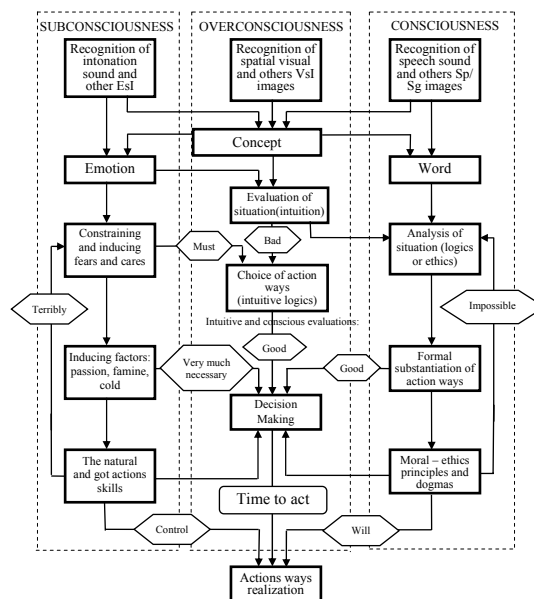 SUBCONSCIOUSNESS
OVERCONSCIOUSNESS
CONSCIOUSNESS
Recognition of
intonation
sound and
other EsI
Recognition of
spatial visual
and others VsI
images
Recognition of
speech sound
and others Sp/
Sg images
Concept
Emotion
Word
Evaluation of
situation(intuition)
Constraining
and inducing
fears and cares
Must
Bad
Analysis of
situation (logics
or ethics)
Choice of action
ways
(intuitive logics)
Terribly
Impossible
Intuitive and conscious evaluations:
Good
Inducing factors:
passion, famine,
cold
Very much
necessary
Good
Formal
substantiation of
action ways
Decision
Making
The natural
and got actions
skills
Moral – ethics
principles and
dogmas
Time to act
Control
Will
Actions ways
realization